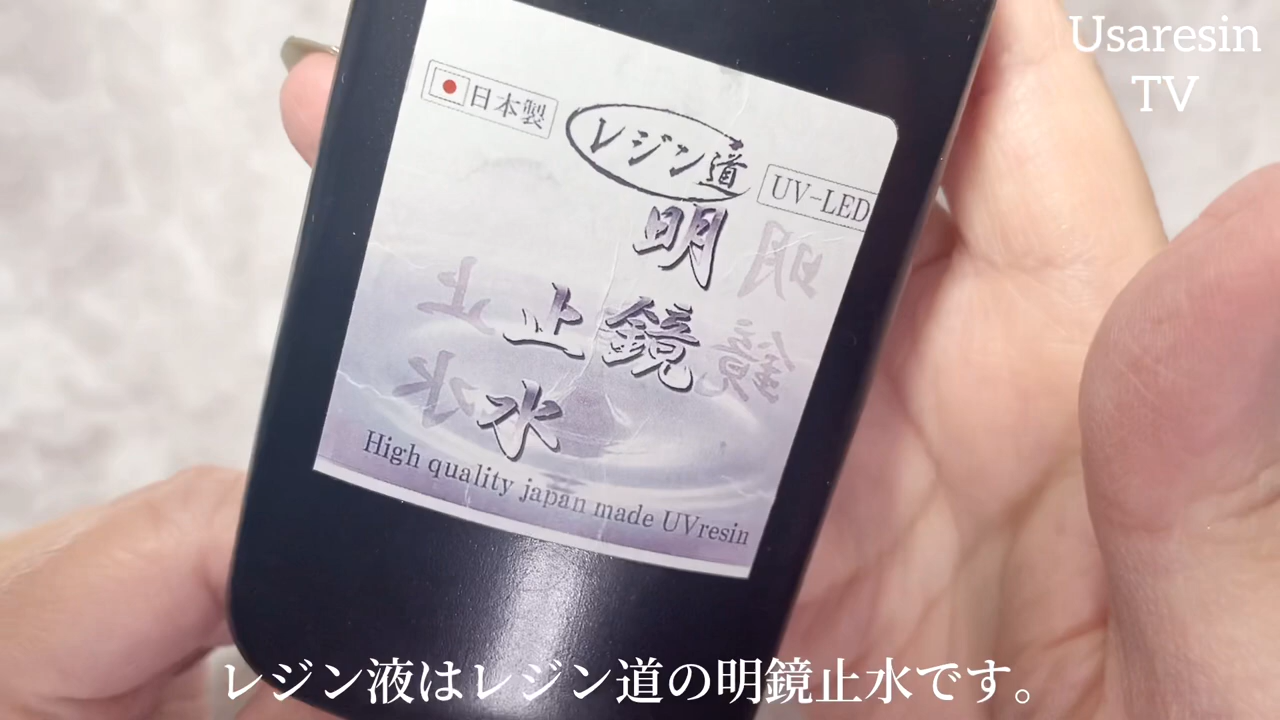 Usaresin
TV
日本製
レジン道
UV-LED
明鏡
止水
High quality japan made UVresin
レジン液はレジン道の明鏡止水です。